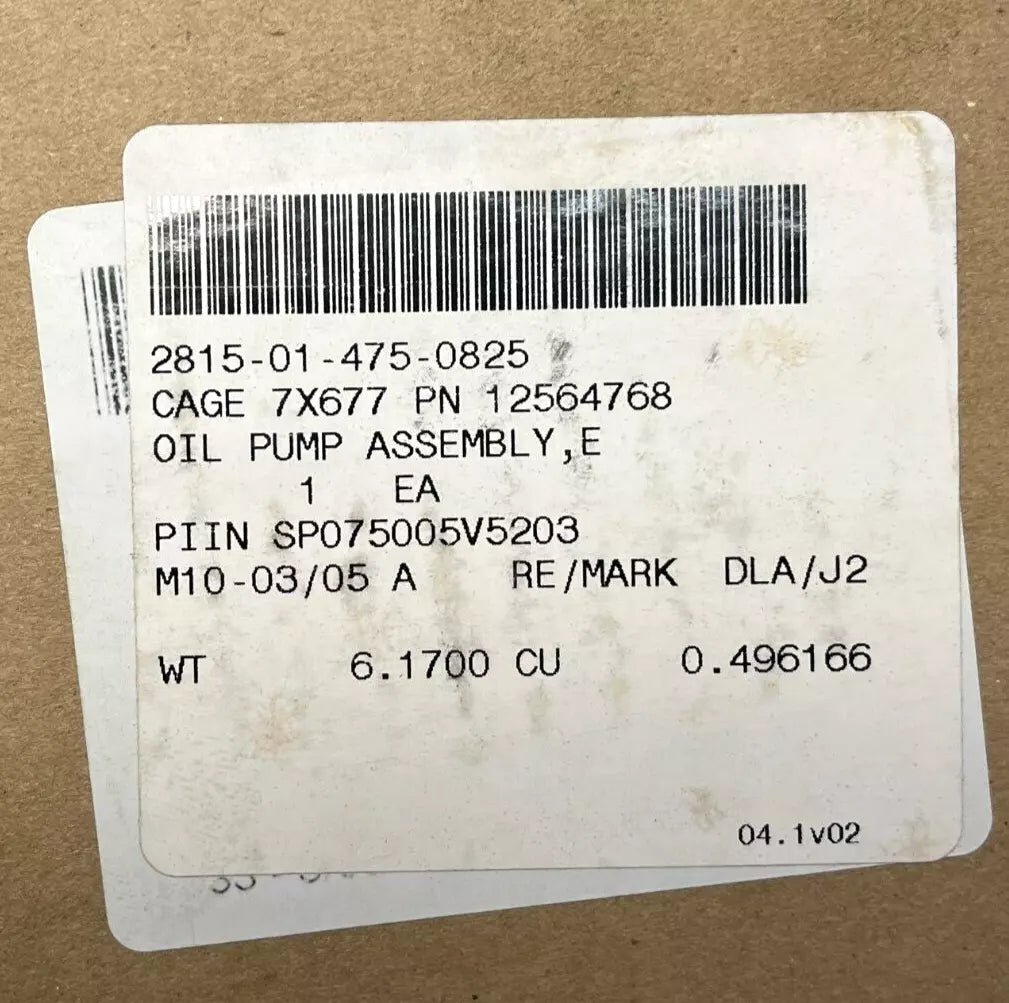 2815-01-475-0825
CAGE 7X677 PN 12564768
OIL PUMP ASSEMBLY,E
1 EA
PIIN SP075005V5203
M10-03/05 A RE/MARK DLA/J2
WT 6.1700 CU 0.496166
04.1v02